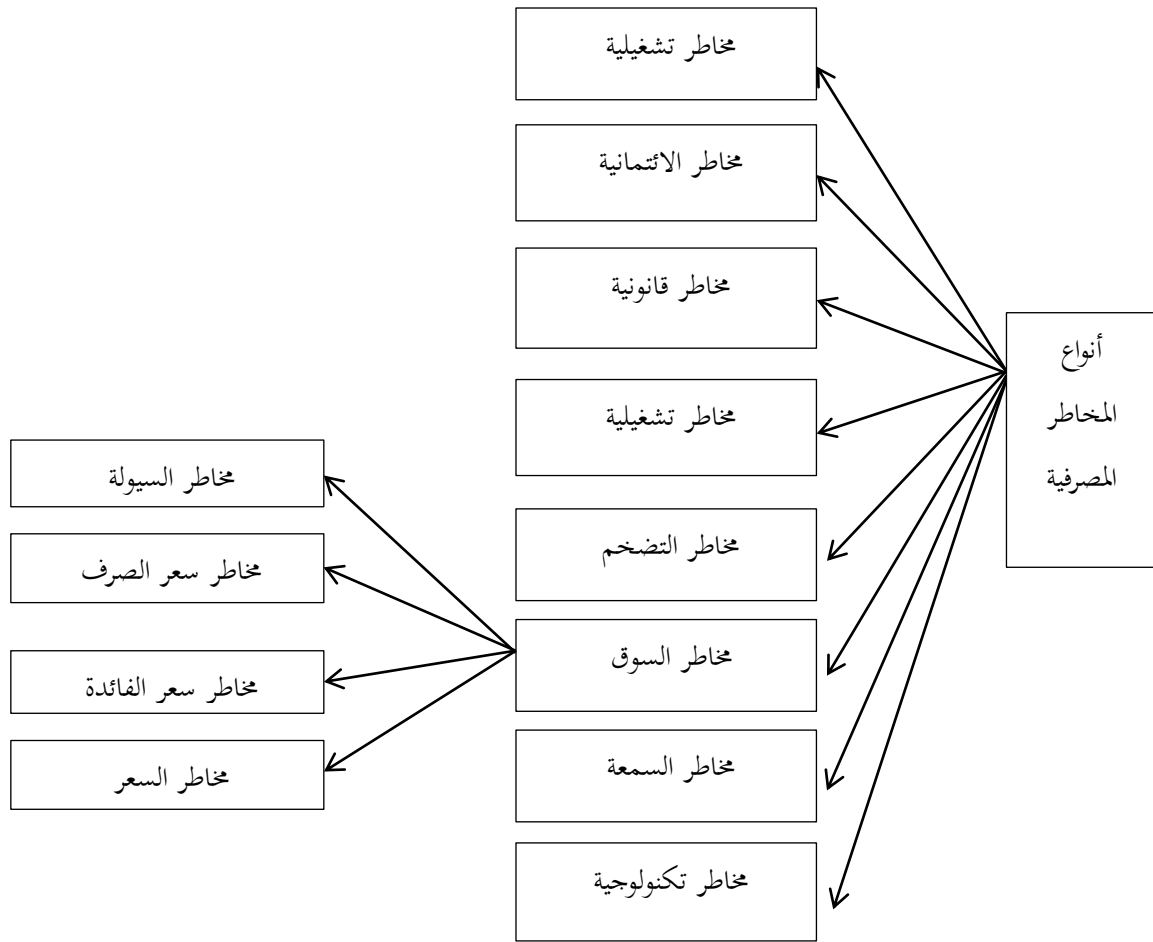 أنواع
المخاطر
المصرفية
مخاطر تشغيلية
مخاطر الائتمانية
مخاطر قانونية
مخاطر تشغيلية
مخاطر التضخم
مخاطر السوق
مخاطر السمعة
مخاطر تكنولوجية
مخاطر السيولة
مخاطر سعر الصرف
مخاطر سعر الفائدة
مخاطر السعر